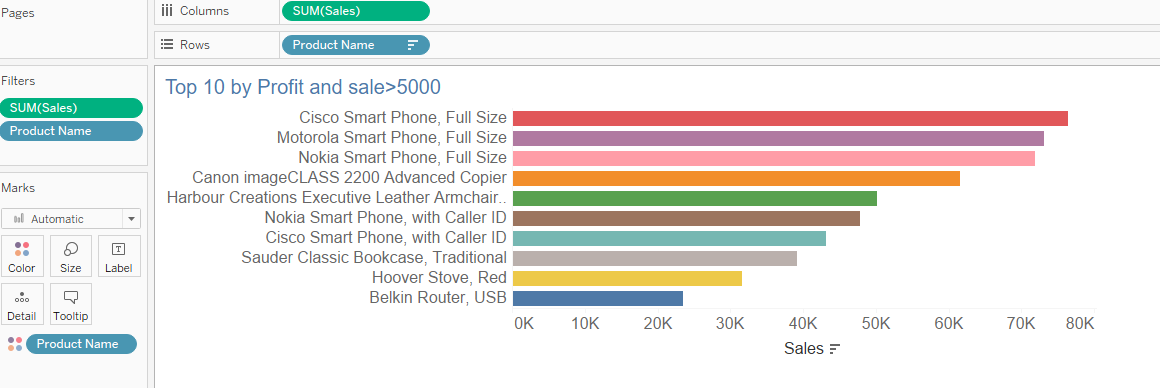 Pages
Columns
SUM(Sales)
Rows
Product Name
Filters
SUM(Sales)
Product Name
Marks
Automatic
Color
Size
Label
Detail
Tooltip
Product Name
Top 10 by Profit and sale>5000
Cisco Smart Phone, Full Size
Motorola Smart Phone, Full Size
Nokia Smart Phone, Full Size
Canon imageCLASS 2200 Advanced Copier
Harbour Creations Executive Leather Armchair..
Nokia Smart Phone, with Caller ID
Cisco Smart Phone, with Caller ID
Sauder Classic Bookcase, Traditional
Hoover Stove, Red
Belkin Router, USB
0K 10K 20K 30K 40K 50K 60K 70K 80K
Sales